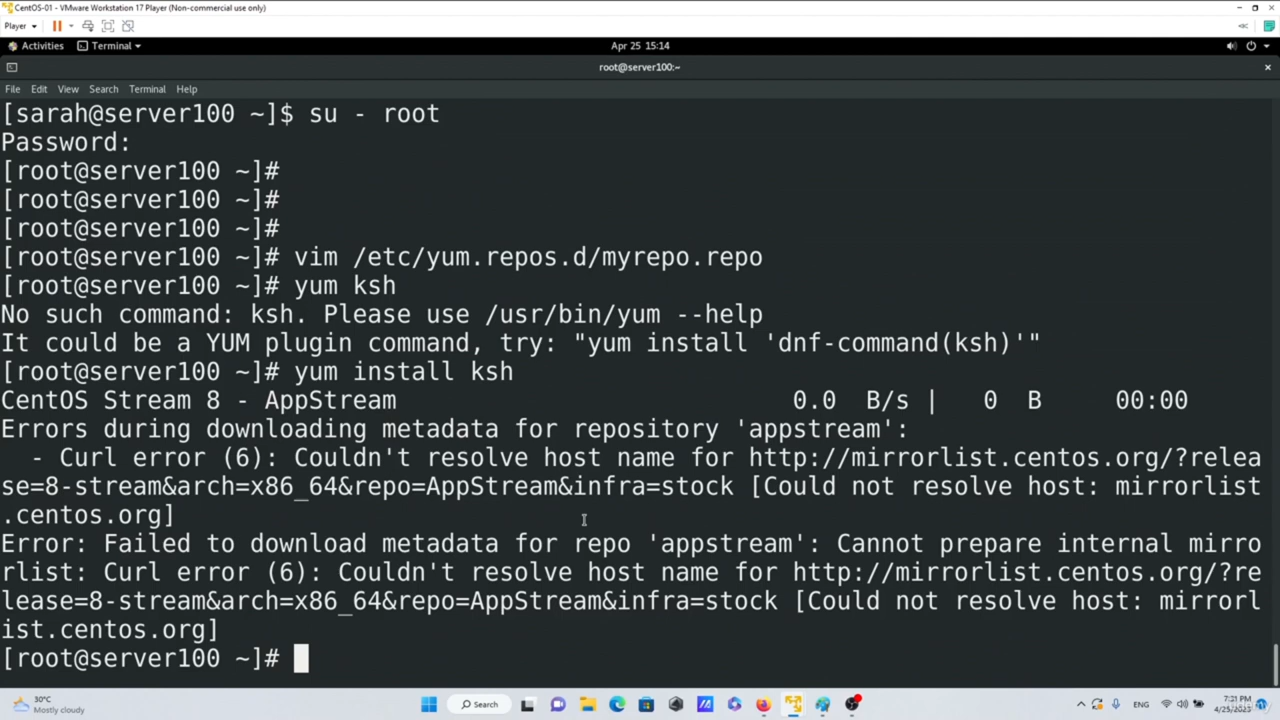 CentOS-01 - VMware Workstation 17 Player (Non-commercial use only)
Player
Activities Terminal Apr 25 15:14
root@server100:~
File Edit View Search Terminal Help
[sarah@server100 ~]$ su - root
Password:
[root@server100 ~]#
[root@server100 ~]#
[root@server100 ~]#
[root@server100 ~]# vim /etc/yum.repos.d/myrepo.repo
[root@server100 ~]# yum ksh
No such command: ksh. Please use /usr/bin/yum --help
It could be a YUM plugin command, try: "yum install 'dnf-command(ksh)'"
[root@server100 ~]# yum install ksh
CentOS Stream 8 - AppStream 0.0 B/s | 0 B 00:00
Errors during downloading metadata for repository 'appstream':
- Curl error (6): Couldn't resolve host name for http://mirrorlist.centos.org/?relea
se=8-stream&arch=x86_64&repo=AppStream&infra=stock [Could not resolve host: mirrorlist
.centos.org]
Error: Failed to download metadata for repo 'appstream': Cannot prepare internal mirro
rlist: Curl error (6): Couldn't resolve host name for http://mirrorlist.centos.org/?re
lease=8-stream&arch=x86_64&repo=AppStream&infra=stock [Could not resolve host: mirrorl
ist.centos.org]
[root@server100 ~]#
30°C
Mostly cloudy
Search
ENG
7:21 PM
4/25/2023